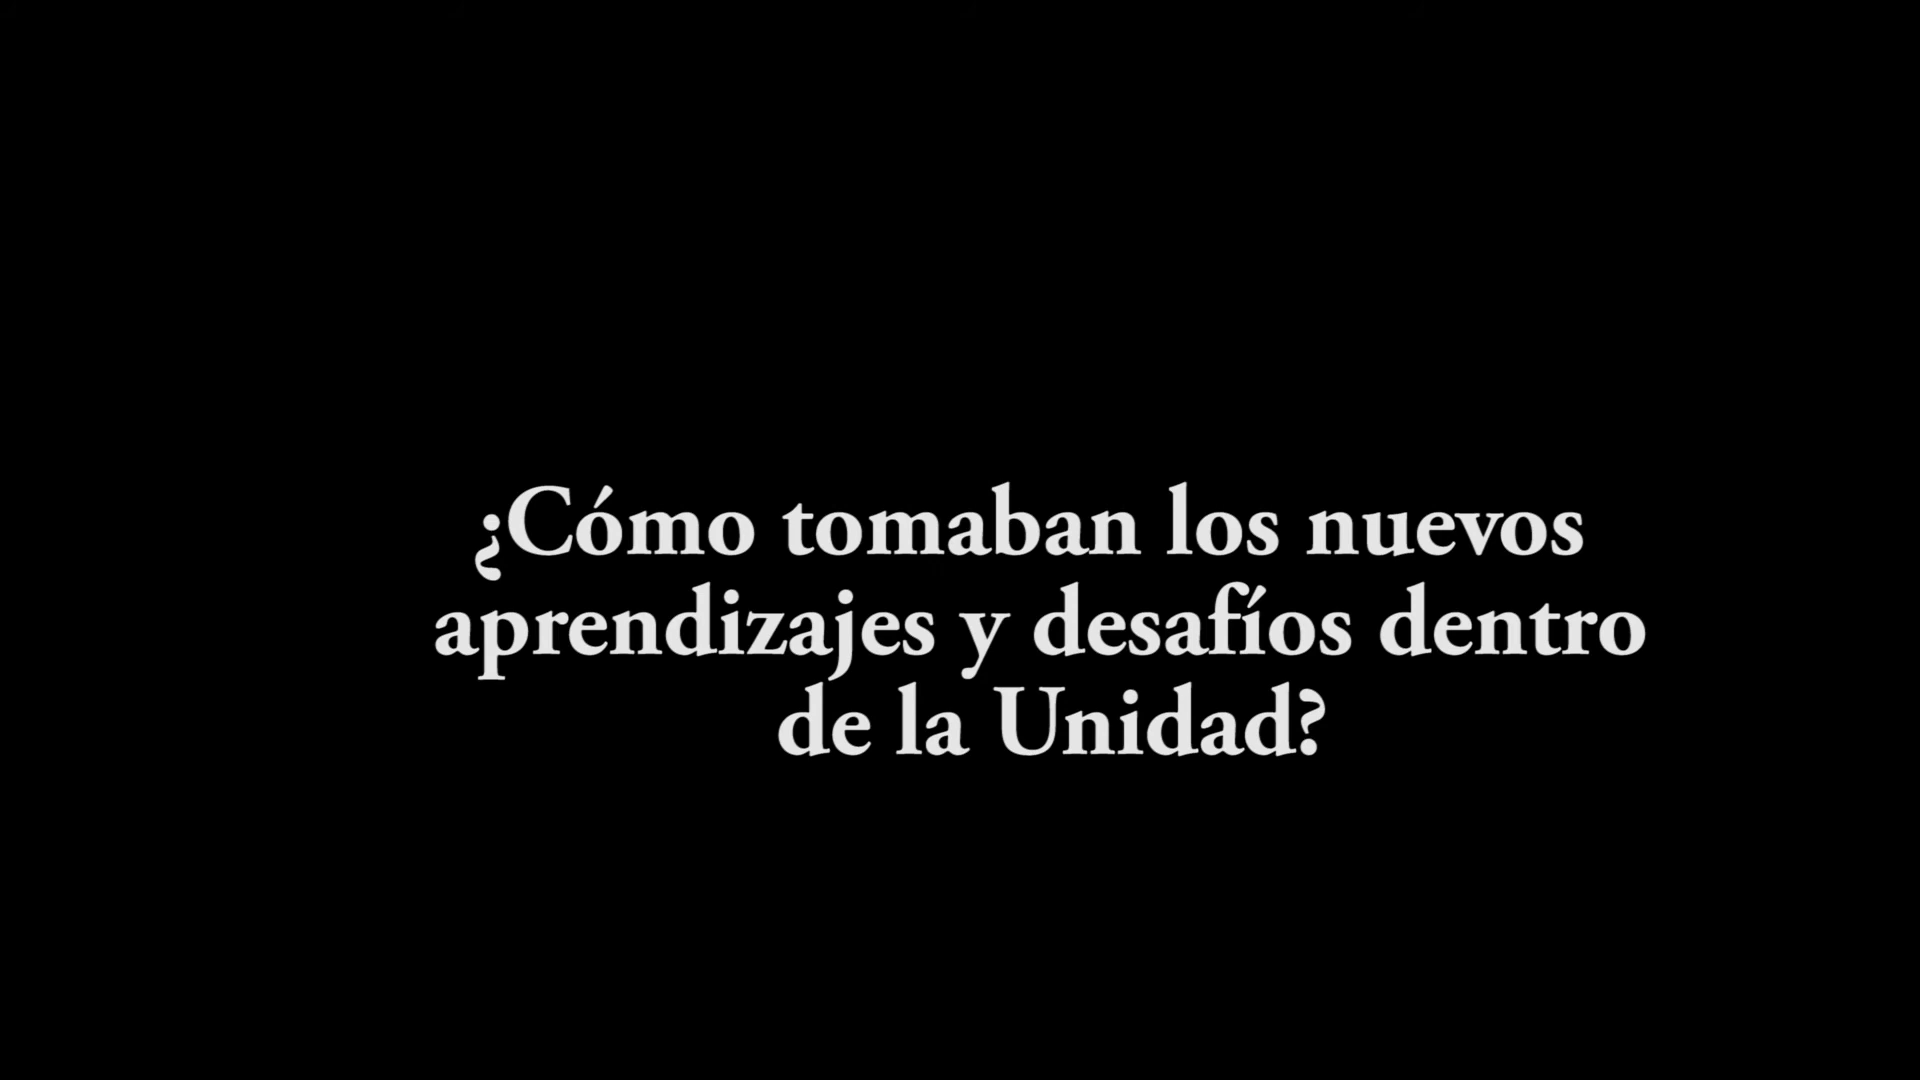 ¿Cómo tomaban los nuevos
aprendizajes y desafíos dentro
de la Unidad?